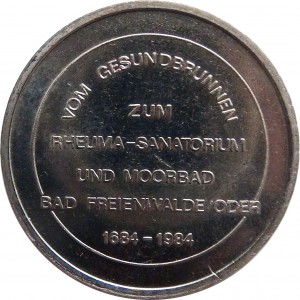 VOM GESUNDBRUNNEN
ZUM
RHEUMA-SANATORIUM
UND MOORBAD
BAD FREIENWALDE/ODER
1684-1984